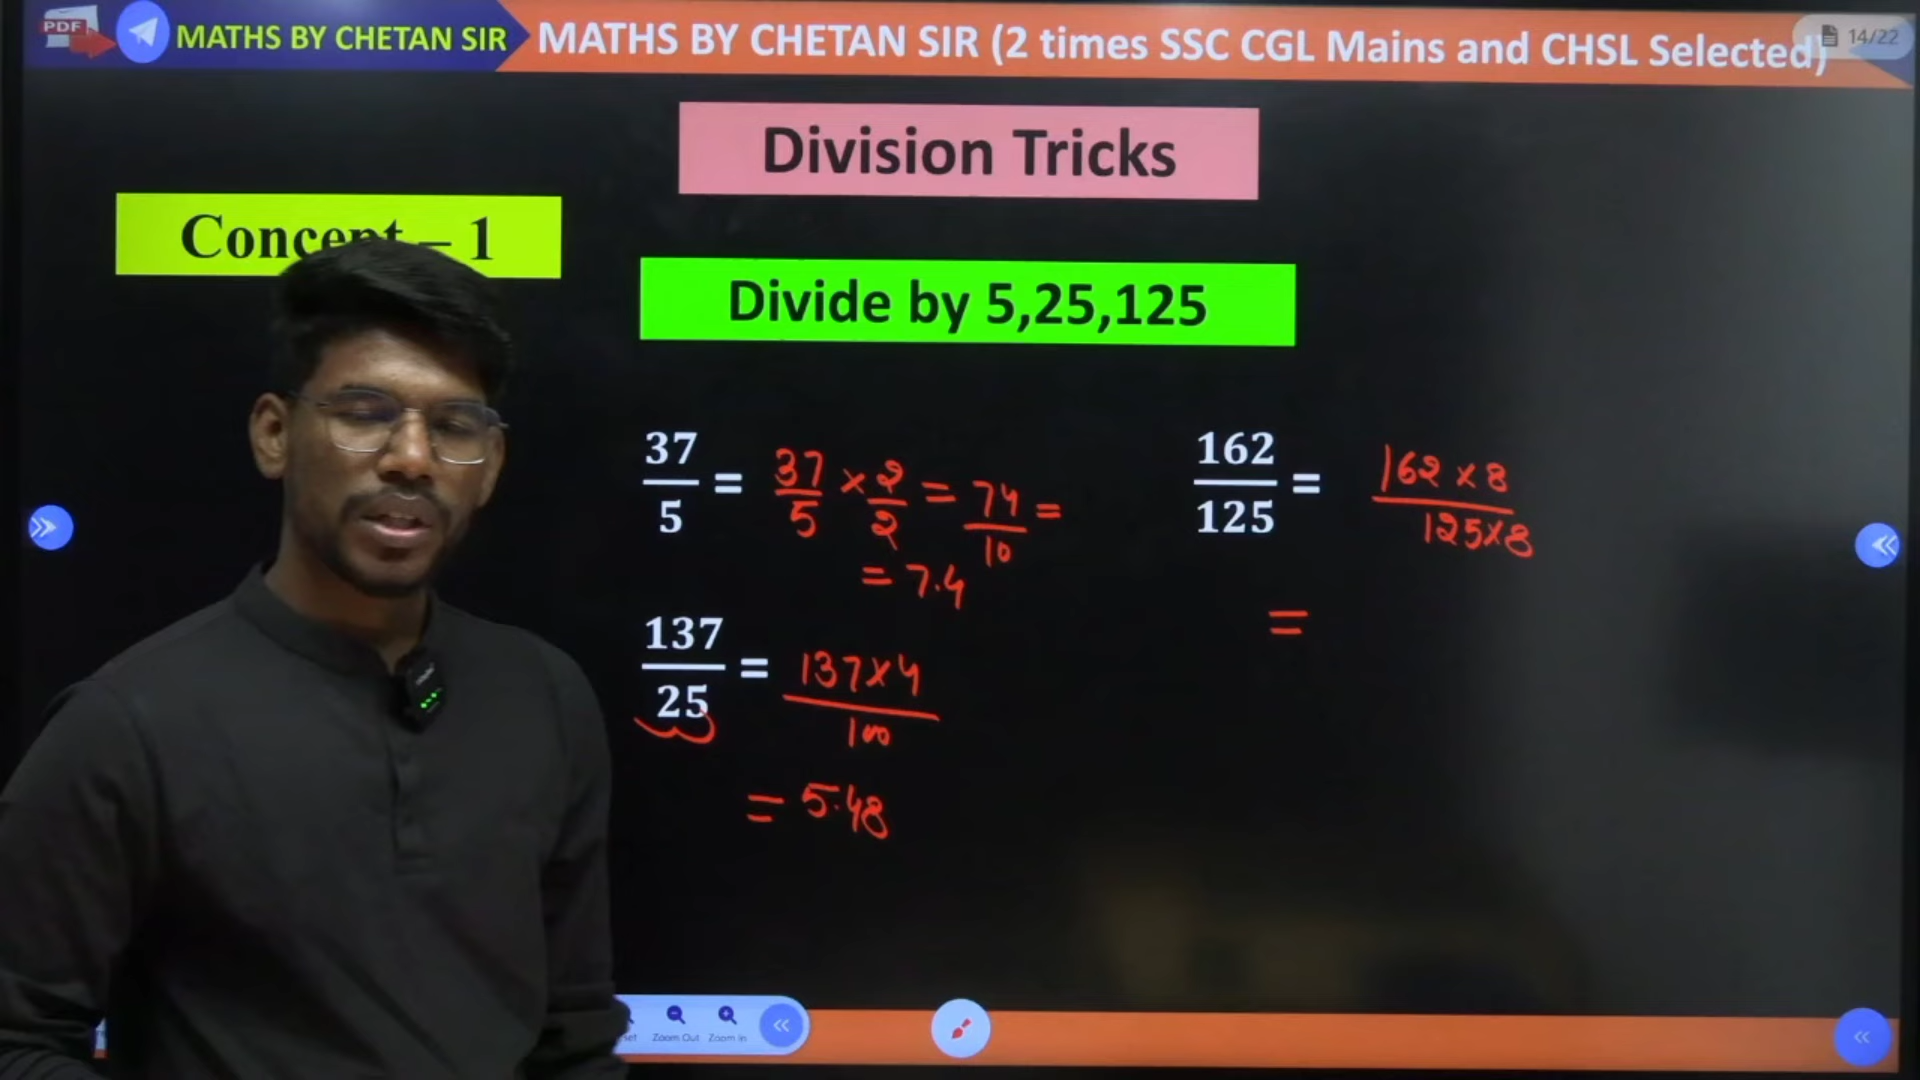 PDF
MATHS BY CHETAN SIR
MATHS BY CHETAN SIR (2 times SSC CGL Mains and CHSL Selected)
14/22
Division Tricks
Concept – 1
Divide by 5,25,125
37/5 = 37/5 × 2/2 = 74/10 =
= 7.4
162/125 = 162 × 8 / 125 × 8
=
137/25 = 137 × 4 / 100
= 5.48
Zoom Out
Zoom In